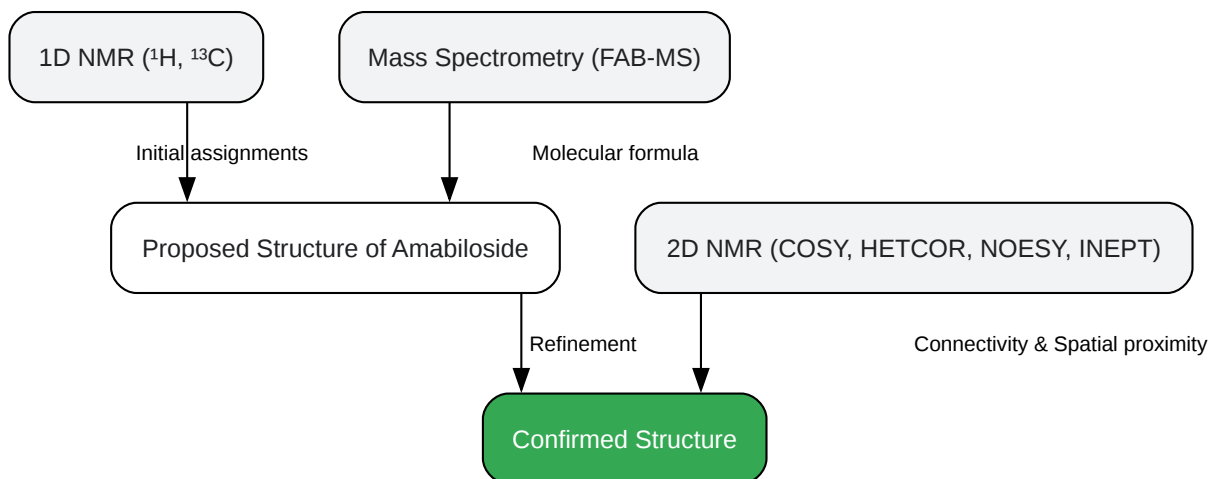 1D NMR (¹H, ¹³C)
Mass Spectrometry (FAB-MS)
Initial assignments
Molecular formula
Proposed Structure of Amabiloside
2D NMR (COSY, HETCOR, NOESY, INEPT)
Refinement
Connectivity & Spatial proximity
Confirmed Structure